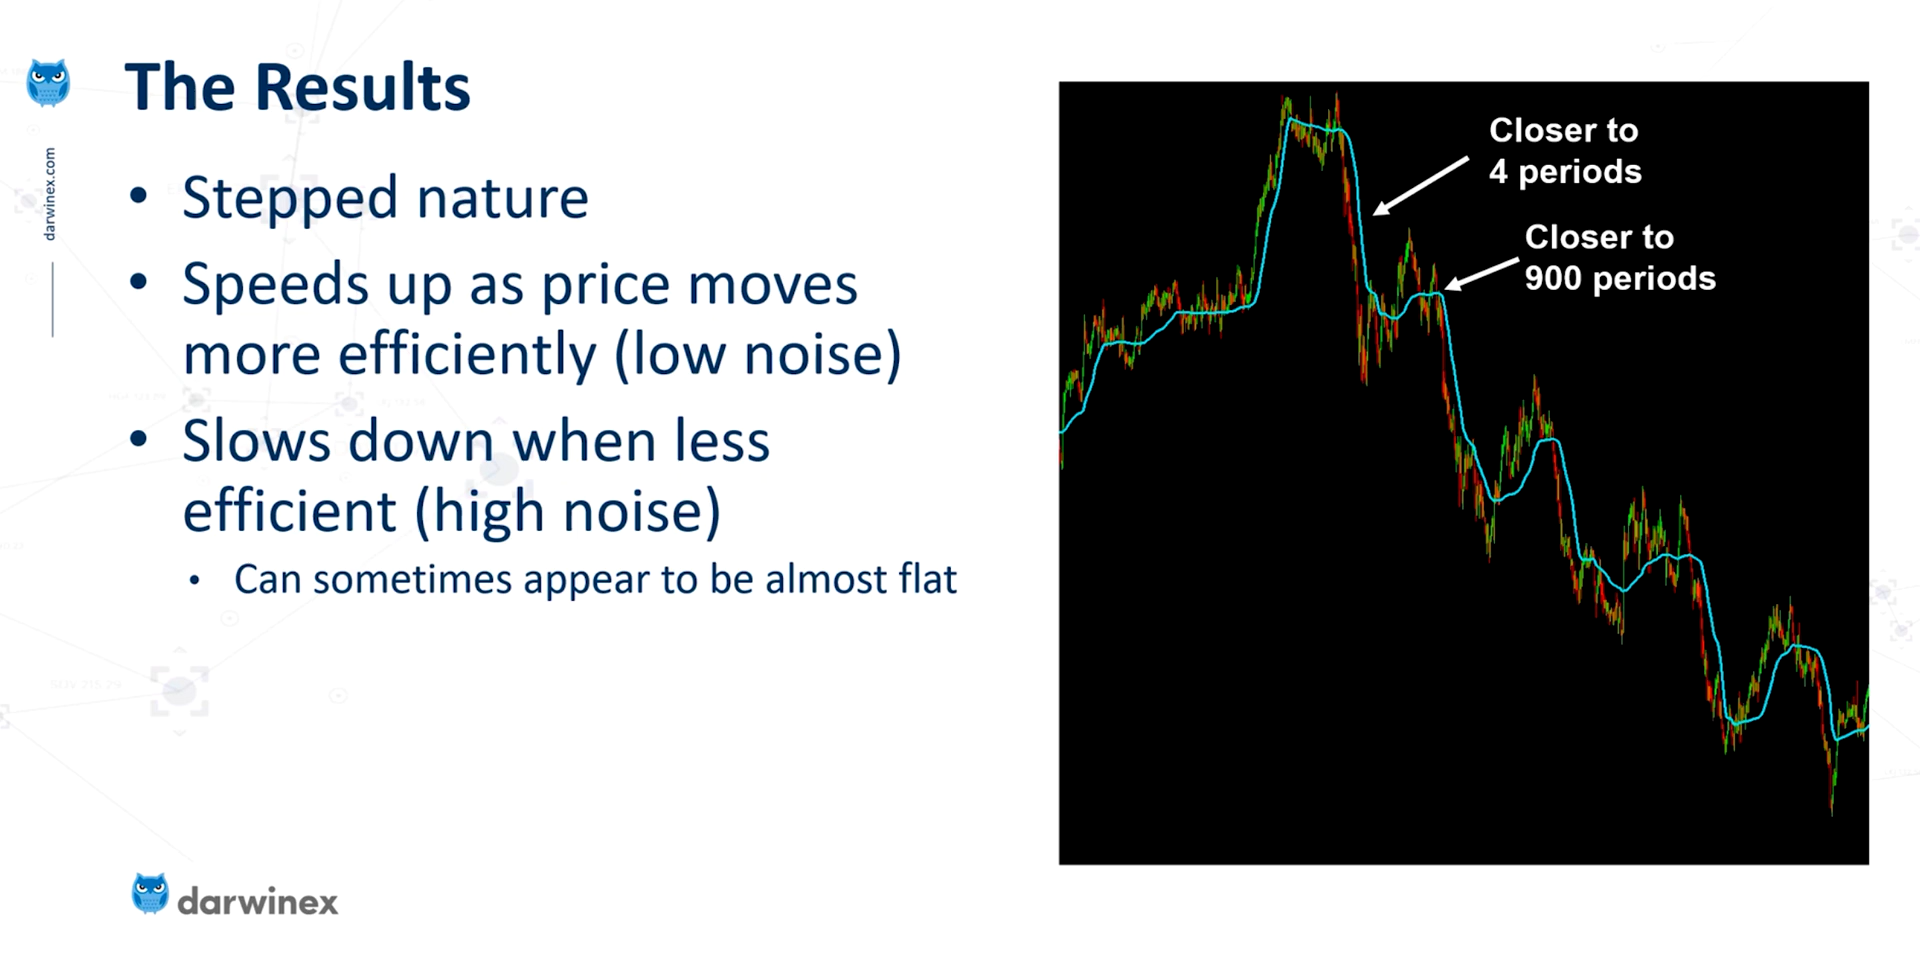 The Results
darwinex.com
• Stepped nature
• Speeds up as price moves
more efficiently (low noise)
• Slows down when less
efficient (high noise)
• Can sometimes appear to be almost flat
Closer to
4 periods
Closer to
900 periods
darwinex